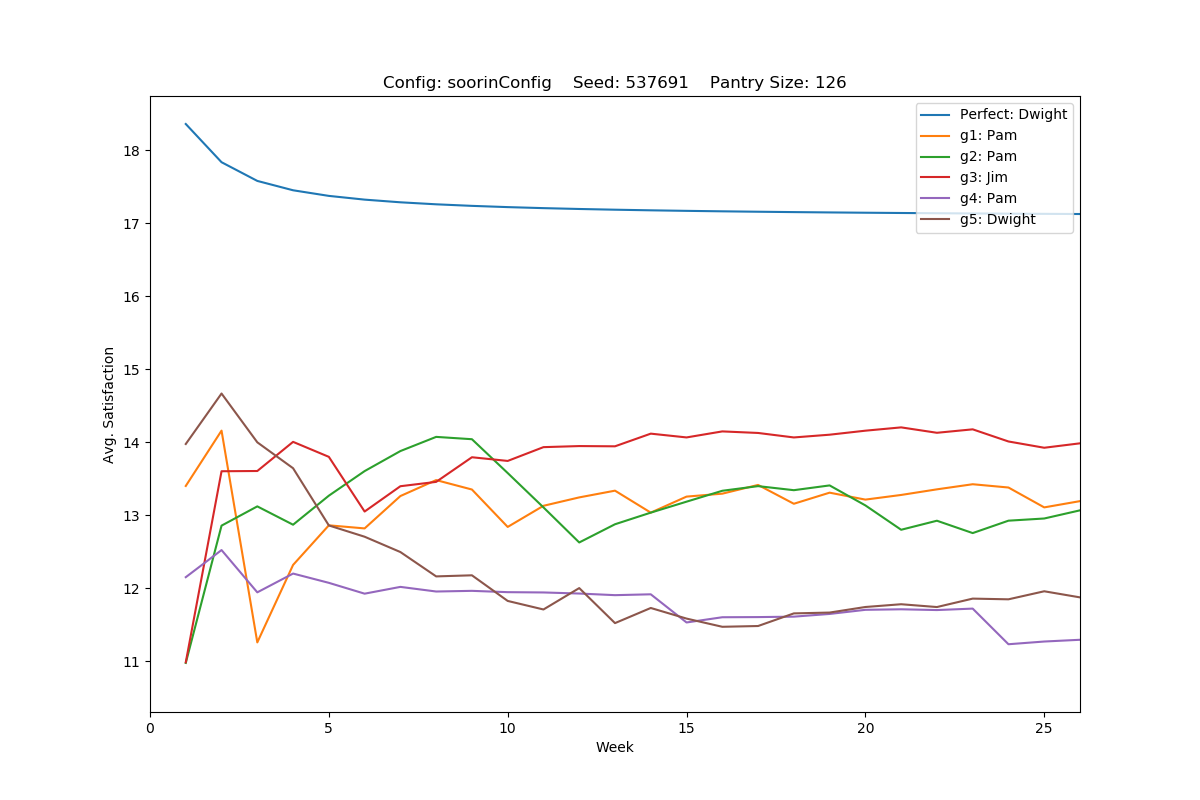 Config: soorinConfig    Seed: 537691    Pantry Size: 126
Perfect: Dwight
g1: Pam
g2: Pam
g3: Jim
g4: Pam
g5: Dwight
18
17
16
15
14
13
12
11
Avg. Satisfaction
0 5 10 15 20 25
Week